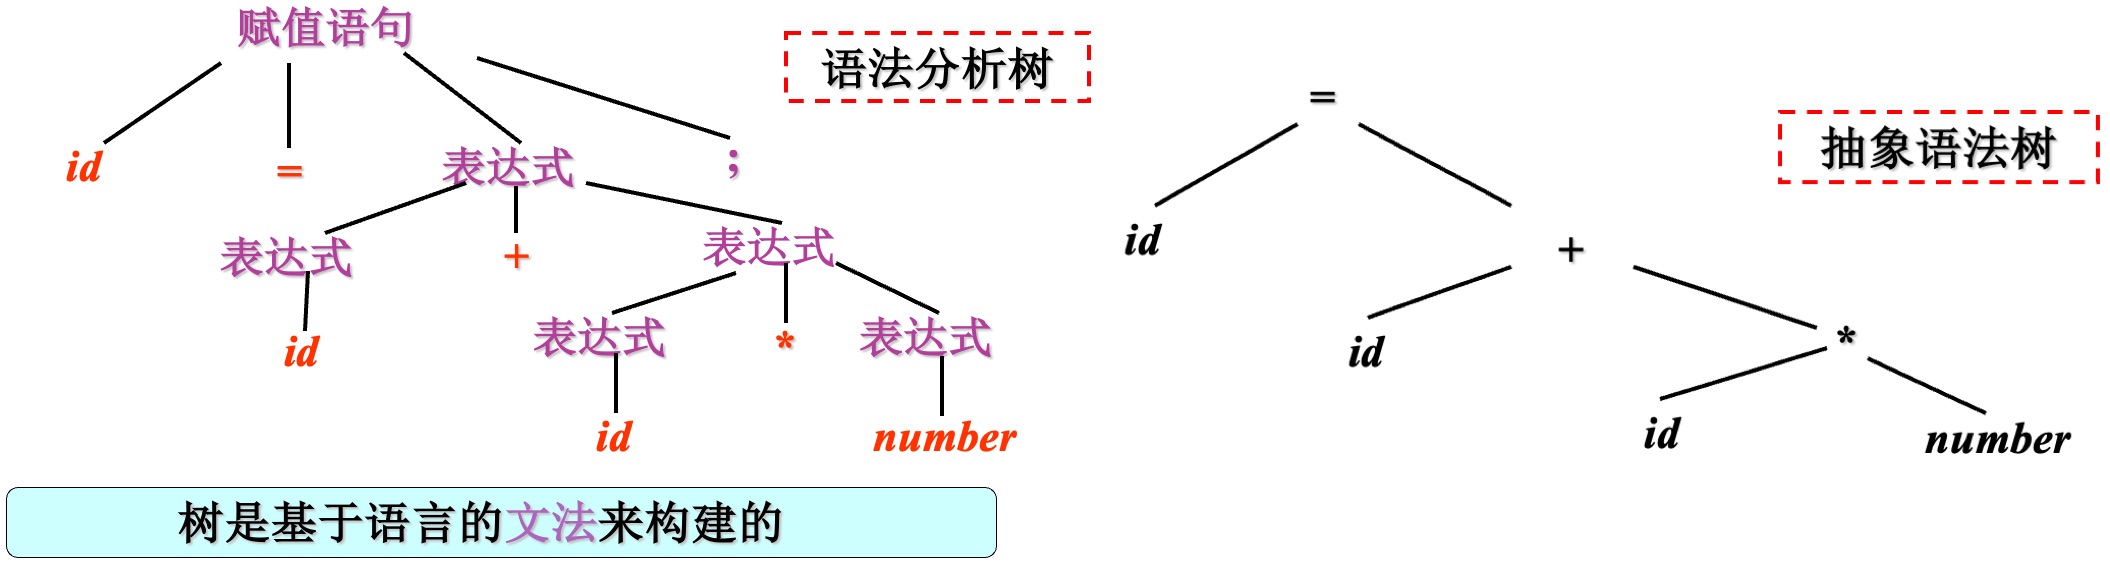 赋值语句
语法分析树
id
=
表达式
;
表达式
+
表达式
id
表达式
*
表达式
id
number
树是基于语言的文法来构建的
=
抽象语法树
id
+
id
*
id
number